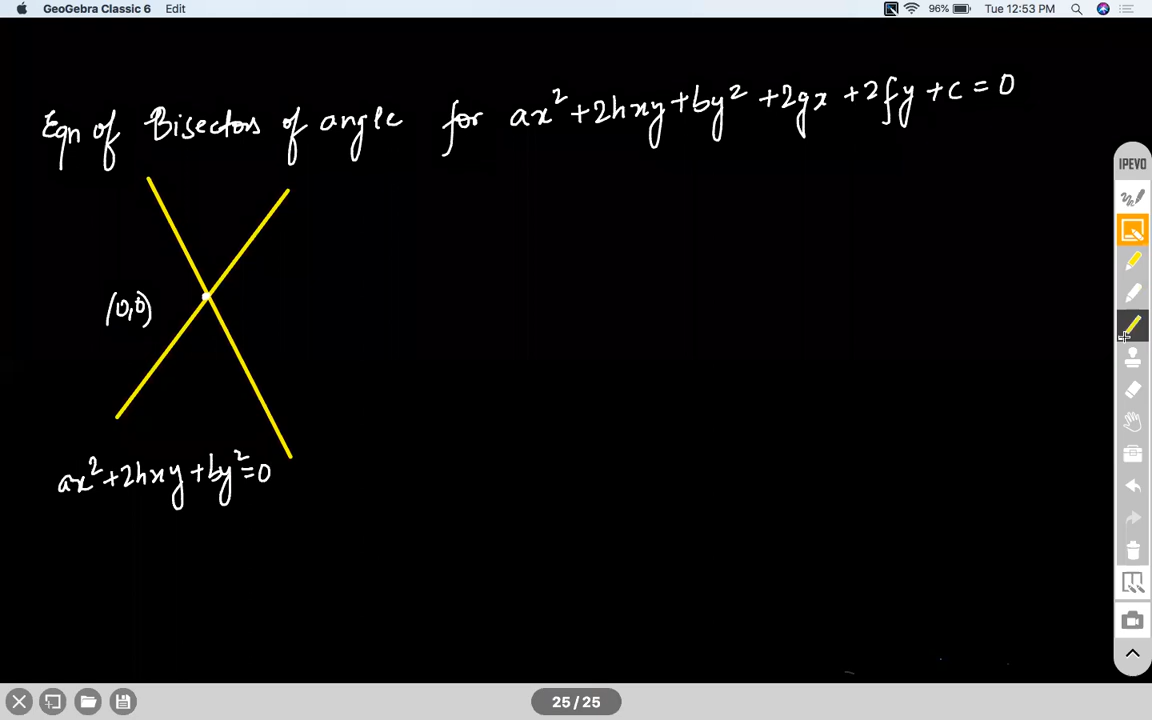 GeoGebra Classic 6 Edit 96% Tue 12:53 PM
Eqn of Bisectors of angle for ax²+2hxy+by²+2gx+2fy+c=0
IPEVO
(0,0)
ax²+2hxy+by²=0
25/25